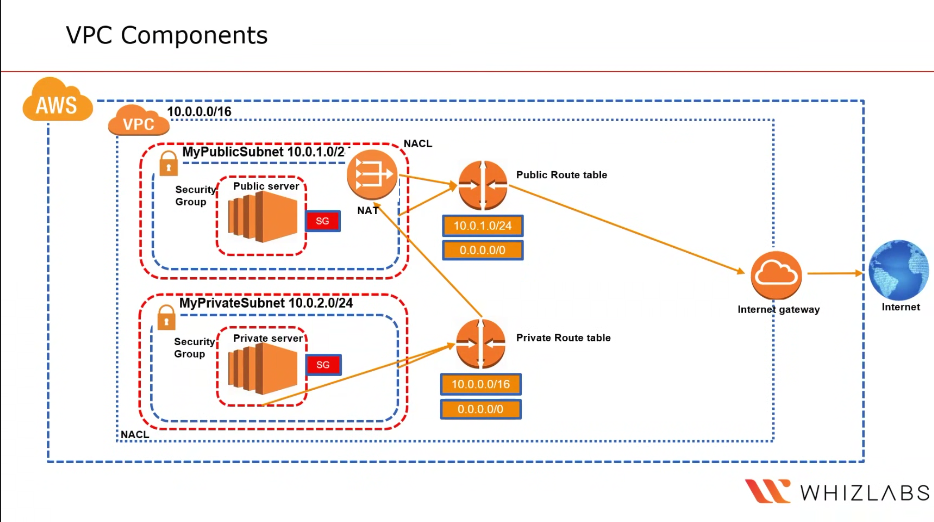 VPC Components
AWS
10.0.0.0/16
VPC
NACL
MyPublicSubnet 10.0.1.0/2
Security
Group
Public server
SG
NAT
Public Route table
10.0.1.0/24
0.0.0.0/0
Internet gateway
Internet
MyPrivateSubnet 10.0.2.0/24
Security
Group
Private server
SG
Private Route table
10.0.0.0/16
0.0.0.0/0
NACL
WHIZLABS